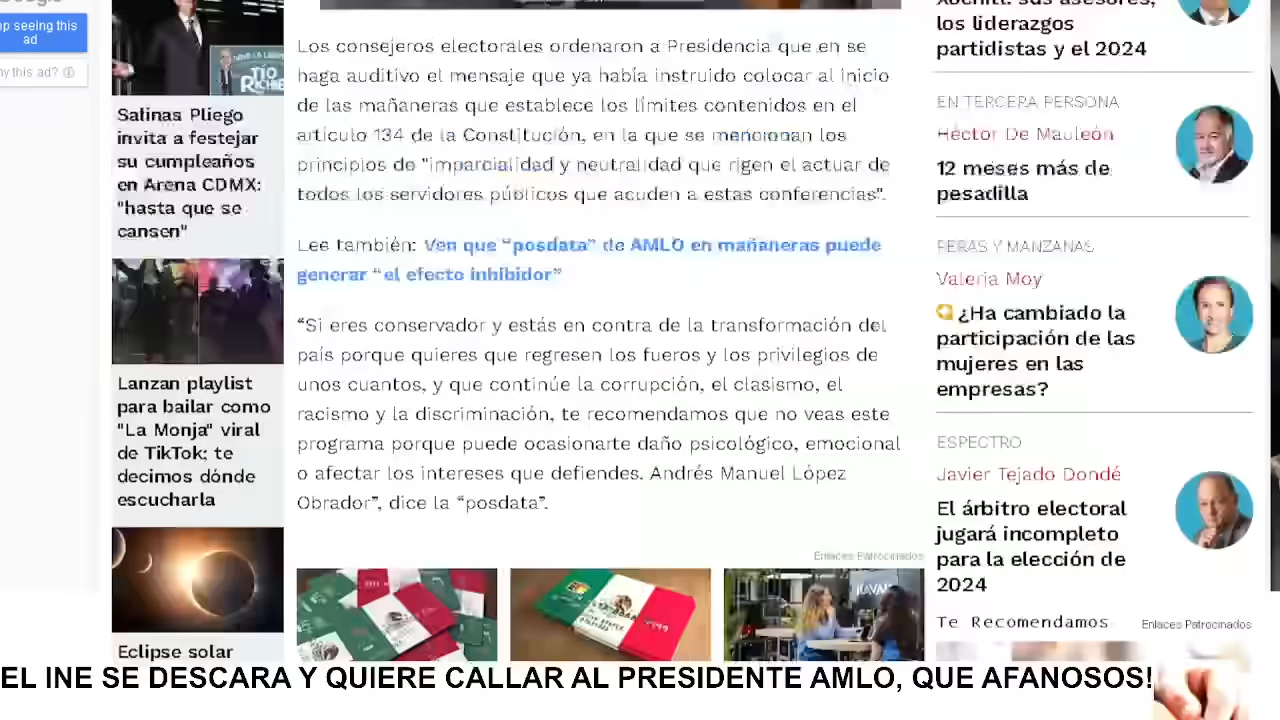 op seeing this
ad
hy this ad?
TÍO
RICHIE
Salinas Pliego
invita a festejar
su cumpleaños
en Arena CDMX:
"hasta que se
cansen"
Lanzan playlist
para bailar como
"La Monja" viral
de TikTok; te
decimos dónde
escucharla
Eclipse solar
Los consejeros electorales ordenaron a Presidencia que en se
haga auditivo el mensaje que ya había instruido colocar al inicio
de las mañaneras que establece los límites contenidos en el
artículo 134 de la Constitución, en la que se mencionan los
principios de "imparcialidad y neutralidad que rigen el actuar de
todos los servidores públicos que acuden a estas conferencias".
Lee también: Ven que “posdata” de AMLO en mañaneras puede
generar “el efecto inhibidor”
“Si eres conservador y estás en contra de la transformación del
país porque quieres que regresen los fueros y los privilegios de
unos cuantos, y que continúe la corrupción, el clasismo, el
racismo y la discriminación, te recomendamos que no veas este
programa porque puede ocasionarte daño psicológico, emocional
o afectar los intereses que defiendes. Andrés Manuel López
Obrador”, dice la “posdata”.
Enlaces Patrocinados
Xóchitl: sus asesores,
los liderazgos
partidistas y el 2024
EN TERCERA PERSONA
Héctor De Mauleón
12 meses más de
pesadilla
PERAS Y MANZANAS
Valeria Moy
¿Ha cambiado la
participación de las
mujeres en las
empresas?
ESPECTRO
Javier Tejado Dondé
El árbitro electoral
jugará incompleto
para la elección de
2024
Te Recomendamos
Enlaces Patrocinados
EL INE SE DESCARA Y QUIERE CALLAR AL PRESIDENTE AMLO, QUE AFANOSOS!